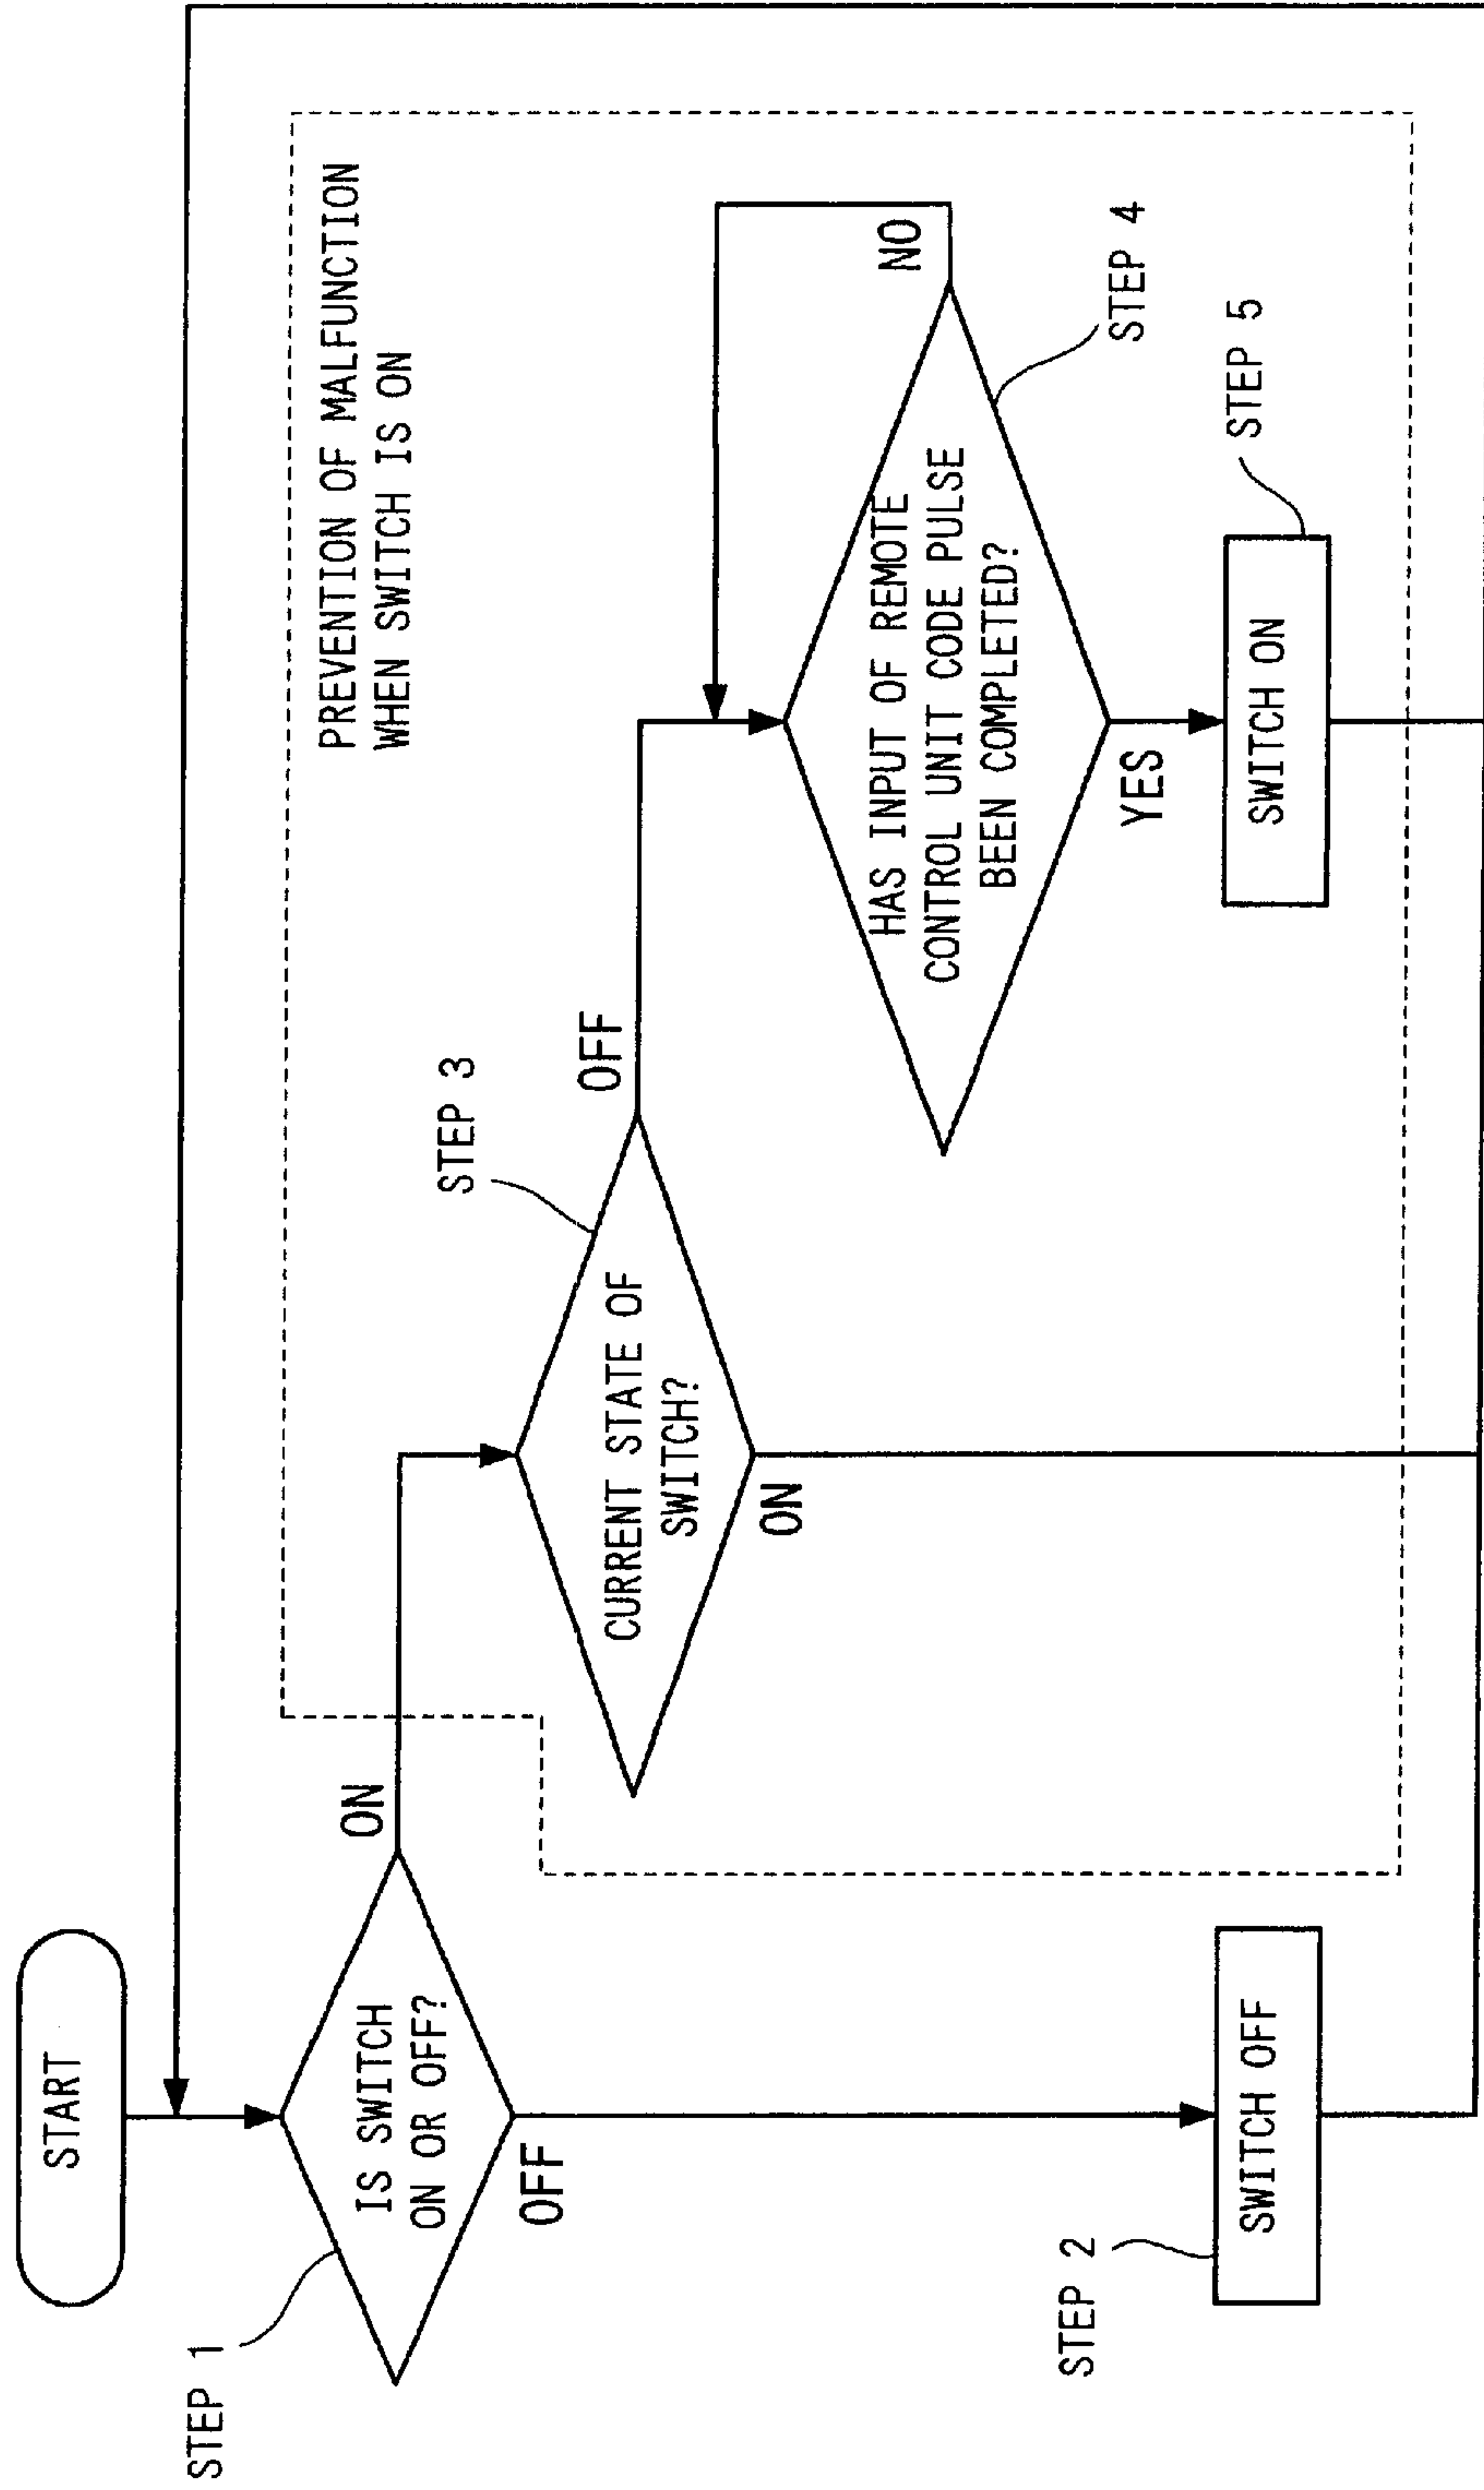 START
STEP 1
IS SWITCH
ON OR OFF?
ON
OFF
STEP 2
SWITCH OFF
PREVENTION OF MALFUNCTION
WHEN SWITCH IS ON
STEP 3
CURRENT STATE OF
SWITCH?
OFF
ON
HAS INPUT OF REMOTE
CONTROL UNIT CODE PULSE
BEEN COMPLETED?
NO
STEP 4
YES
STEP 5
SWITCH ON